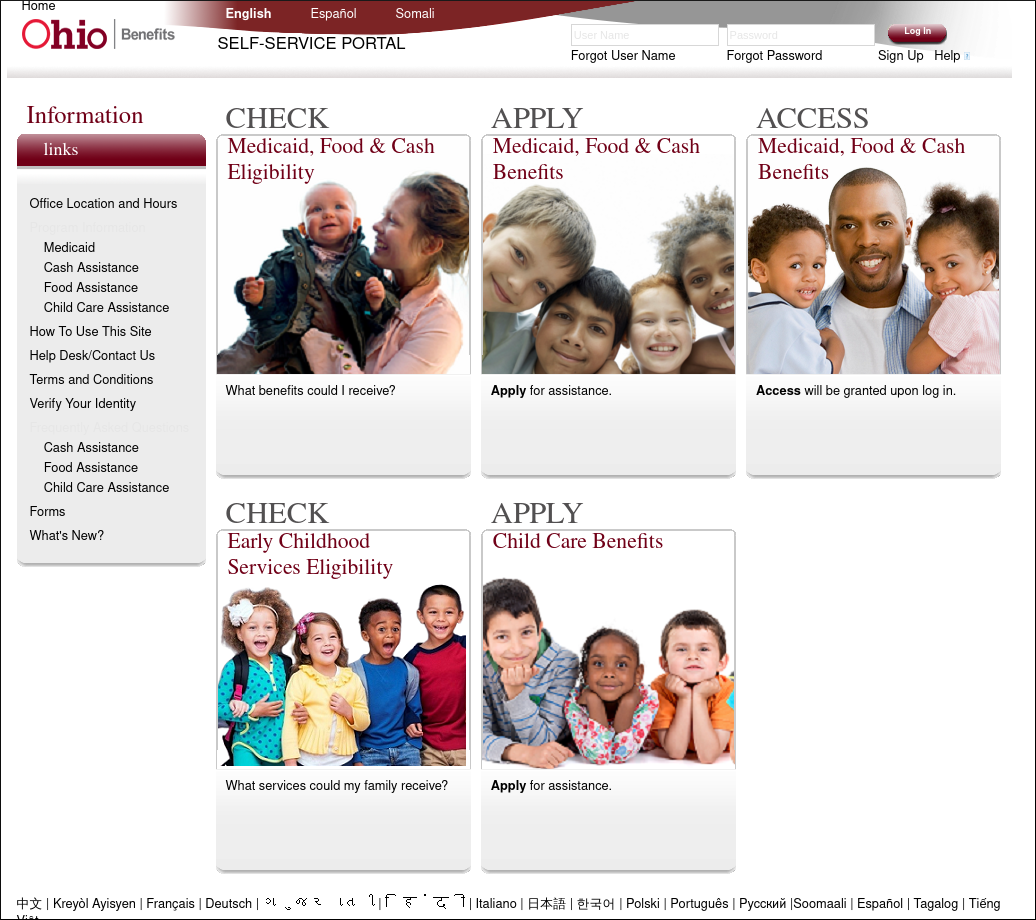 Home
English Español Somali
Ohio Benefits
SELF-SERVICE PORTAL
User Name Password Log In
Forgot User Name Forgot Password Sign Up Help ?
Information
links
Office Location and Hours
Program Information
Medicaid
Cash Assistance
Food Assistance
Child Care Assistance
How To Use This Site
Help Desk/Contact Us
Terms and Conditions
Verify Your Identity
Frequently Asked Questions
Cash Assistance
Food Assistance
Child Care Assistance
Forms
What's New?
CHECK
Medicaid, Food & Cash
Eligibility
What benefits could I receive?
APPLY
Medicaid, Food & Cash
Benefits
Apply for assistance.
ACCESS
Medicaid, Food & Cash
Benefits
Access will be granted upon log in.
CHECK
Early Childhood
Services Eligibility
What services could my family receive?
APPLY
Child Care Benefits
Apply for assistance.
中文 | Kreyòl Ayisyen | Français | Deutsch | ગુજરાતી | हिंदी | Italiano | 日本語 | 한국어 | Polski | Português | Русский |Soomaali | Español | Tagalog | Tiếng
Việt